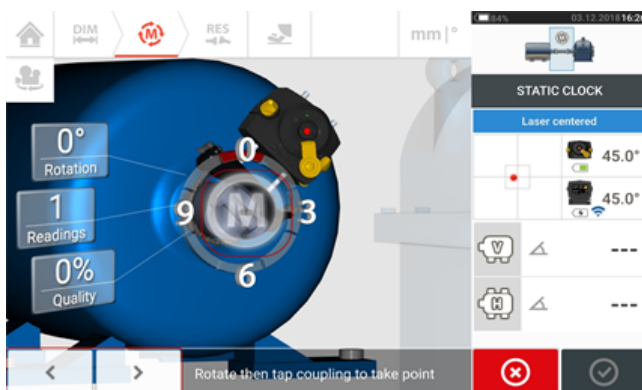 DIM
RES
mm|°
84%
03.12.2018 16:20
M
STATIC CLOCK
Laser centered
0°
Rotation
1
Readings
0%
Quality
0
3
6
9
M
45.0°
45.0°
V
---
H
---
Rotate then tap coupling to take point